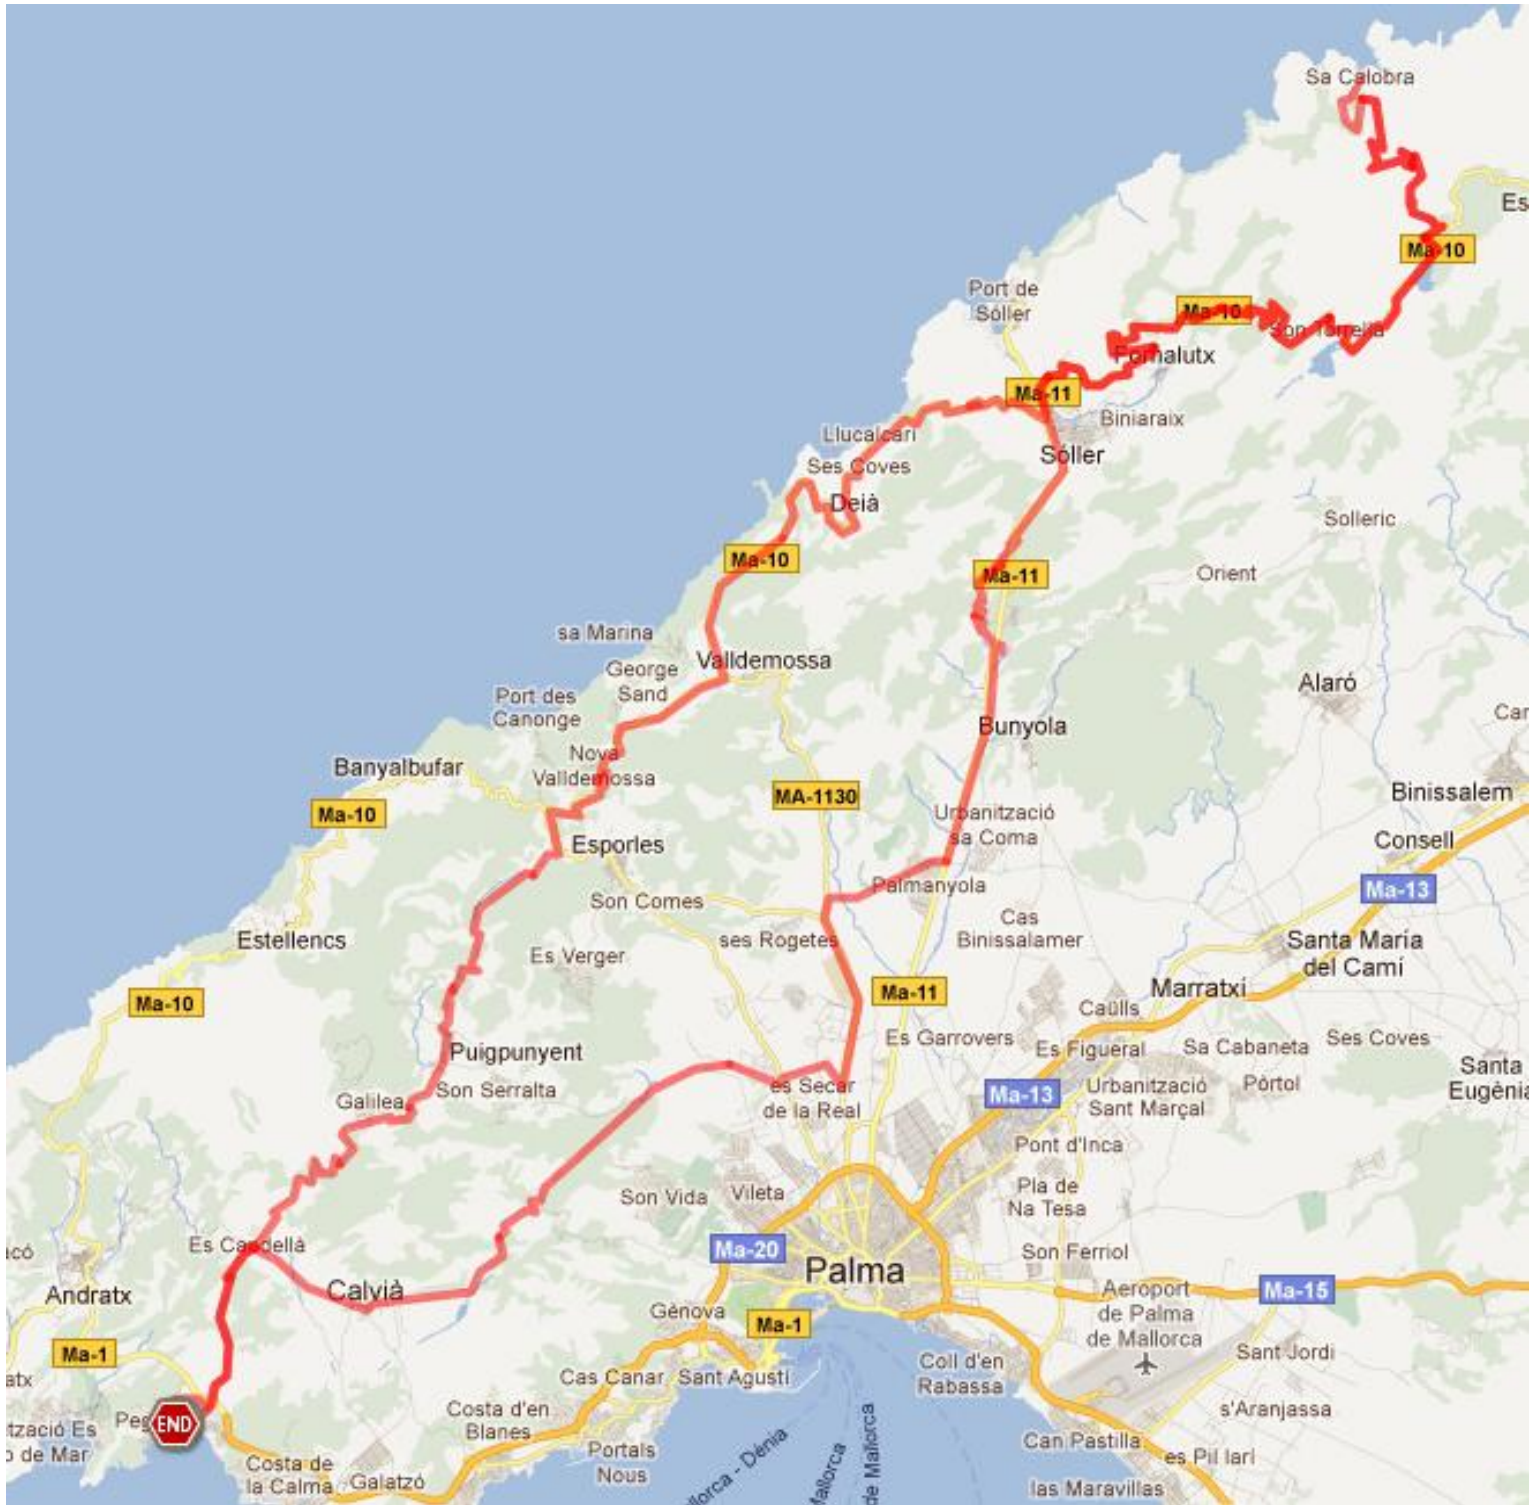 Sa Calobra
Es
Ma-10
Port de
Sóller
Ma-10
Son Torrella
Fornalutx
Ma-11
Biniaraix
Llucalcari
Sóller
Ses Coves
Deià
Solleric
Ma-10
Ma-11
Orient
sa Marina
Valldemossa
George
Sand
Alaró
Port des
Canonge
Bunyola
Nova
Valldemossa
Banyalbufar
MA-1130
Binissalem
Ma-10
Urbanització
sa Coma
Esporles
Consell
Palmanyola
Ma-13
Son Comes
Cas
Binissalamer
Estellencs
ses Rogetes
Santa Maria
del Camí
Es Verger
Ma-10
Ma-11
Marratxí
Caülls
Es Garrovers
Es Figueral
Sa Cabaneta
Ses Coves
Puigpunyent
Santa
Eugènia
Son Serralta
es Secar
de la Real
Ma-13
Urbanització
Sant Marçal
Pòrtol
Galilea
Pont d'Inca
Son Vida
Vileta
Pla de
Na Tesa
Es Capdellà
Ma-20
Son Ferriol
Palma
Andratx
Calvià
Aeroport
de Palma
de Mallorca
Ma-15
Gènova
Ma-1
Ma-1
Sant Jordi
Cas Canar
Sant Agustí
Coll d'en
Rabassa
END
Costa d'en
Blanes
s'Aranjassa
tzació Es
o de Mar
Can Pastilla
Portals
Nous
es Pil larí
Costa de
la Calma
Galatzó
llorca - Dènia
de Mallorca
las Maravillas